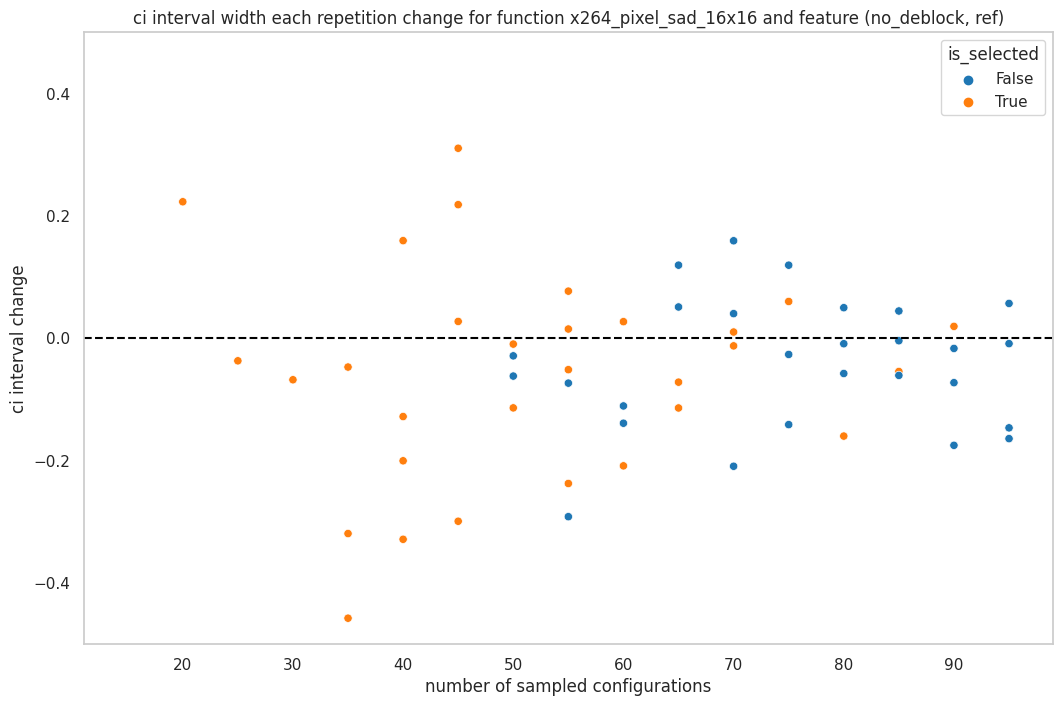 ci interval width each repetition change for function x264_pixel_sad_16x16 and feature (no_deblock, ref)
is_selected
False
True
0.4
0.2
0.0
−0.2
−0.4
ci interval change
20 30 40 50 60 70 80 90
number of sampled configurations